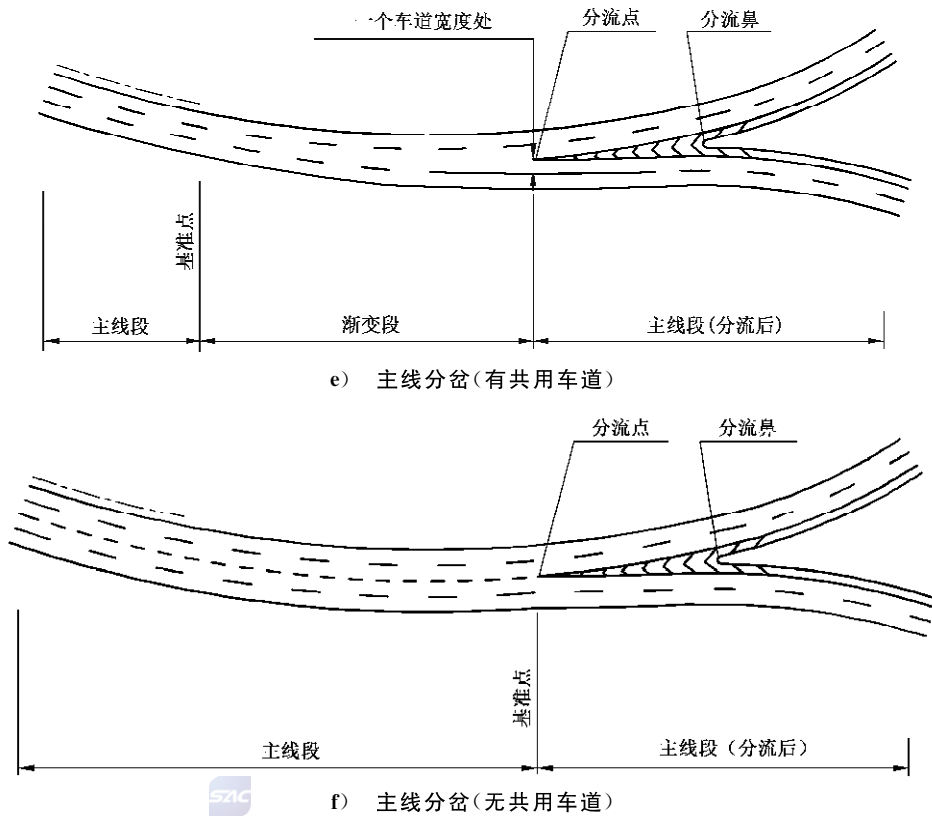 一个车道宽度处 分流点 分流鼻
基准点
主线段 渐变段 主线段(分流后)
e) 主线分岔(有共用车道)
分流点 分流鼻
基准点
主线段 主线段(分流后)
SAC
f) 主线分岔(无共用车道)